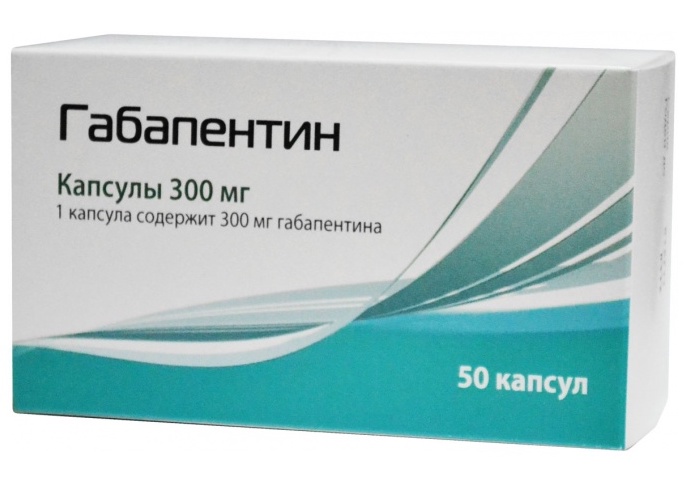 Габапентин
Капсулы 300 мг
1 капсула содержит 300 мг габапентина
50 капсул